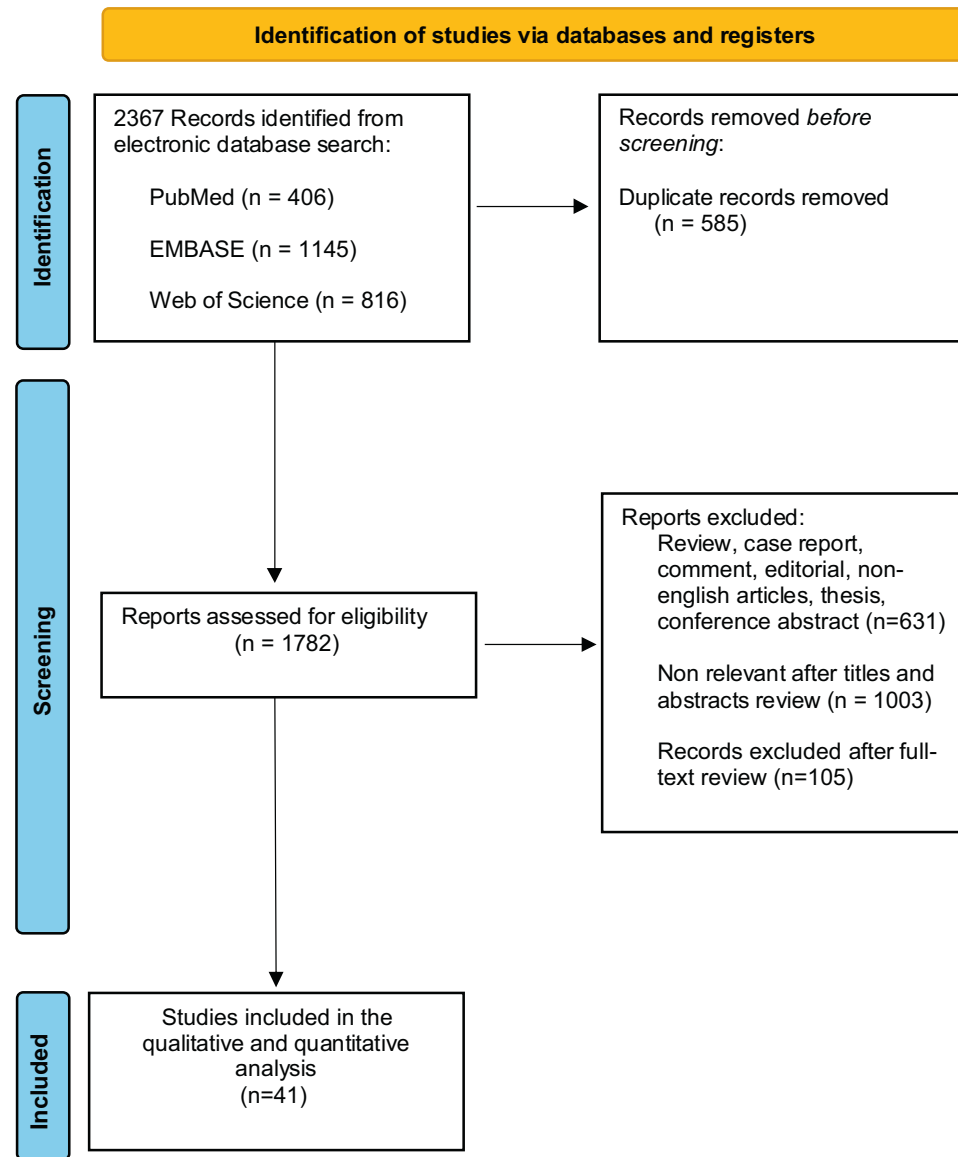 Identification of studies via databases and registers
Identification
2367 Records identified from
electronic database search:
PubMed (n = 406)
EMBASE (n = 1145)
Web of Science (n = 816)
Records removed before
screening:
Duplicate records removed
(n = 585)
Screening
Reports assessed for eligibility
(n = 1782)
Reports excluded:
Review, case report,
comment, editorial, non-
english articles, thesis,
conference abstract (n=631)
Non relevant after titles and
abstracts review (n = 1003)
Records excluded after full-
text review (n=105)
Included
Studies included in the
qualitative and quantitative
analysis
(n=41)